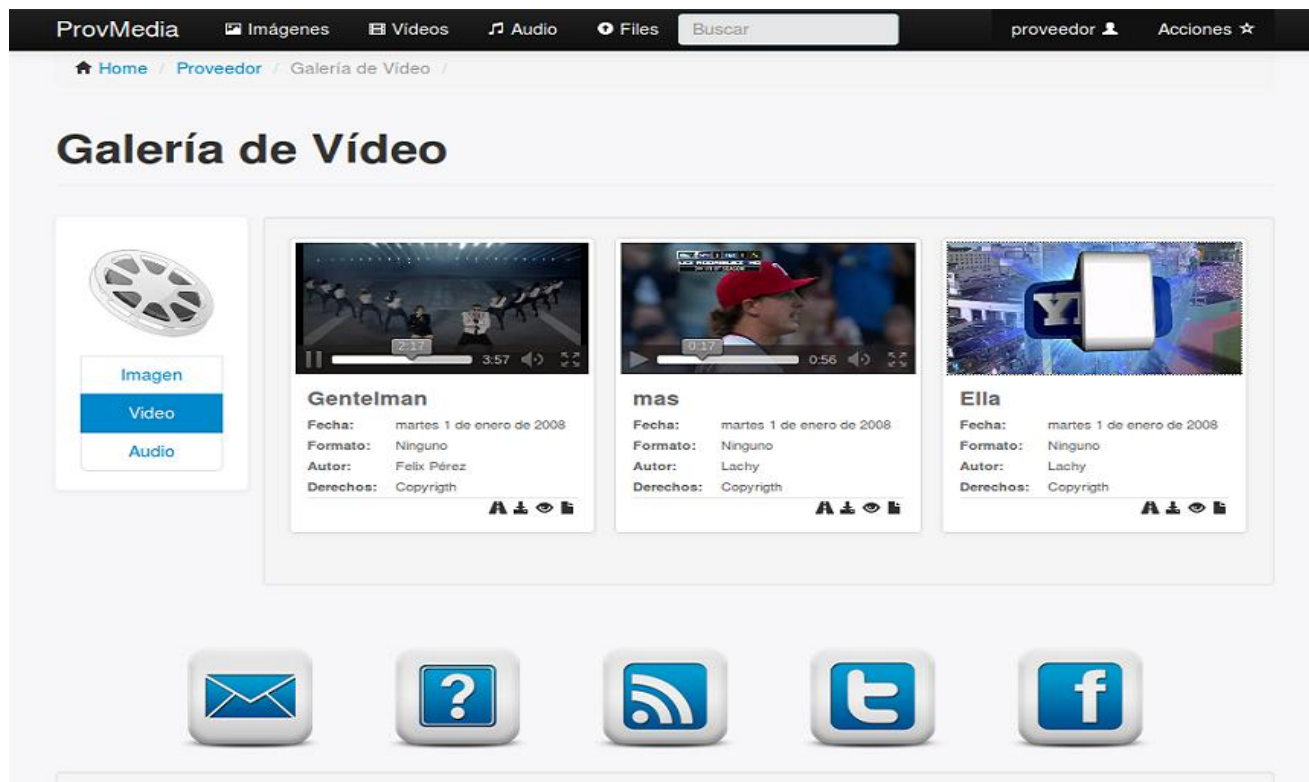 ProvMedia Imágenes Vídeos Audio Files Buscar proveedor Acciones
Home / Proveedor / Galería de Vídeo /
Galería de Vídeo
Imagen
Video
Audio
2:17
3:57
Gentelman
Fecha: martes 1 de enero de 2008
Formato: Ninguno
Autor: Felix Pérez
Derechos: Copyrigth
0:17
0:56
mas
Fecha: martes 1 de enero de 2008
Formato: Ninguno
Autor: Lachy
Derechos: Copyrigth
Ella
Fecha: martes 1 de enero de 2008
Formato: Ninguno
Autor: Lachy
Derechos: Copyrigth